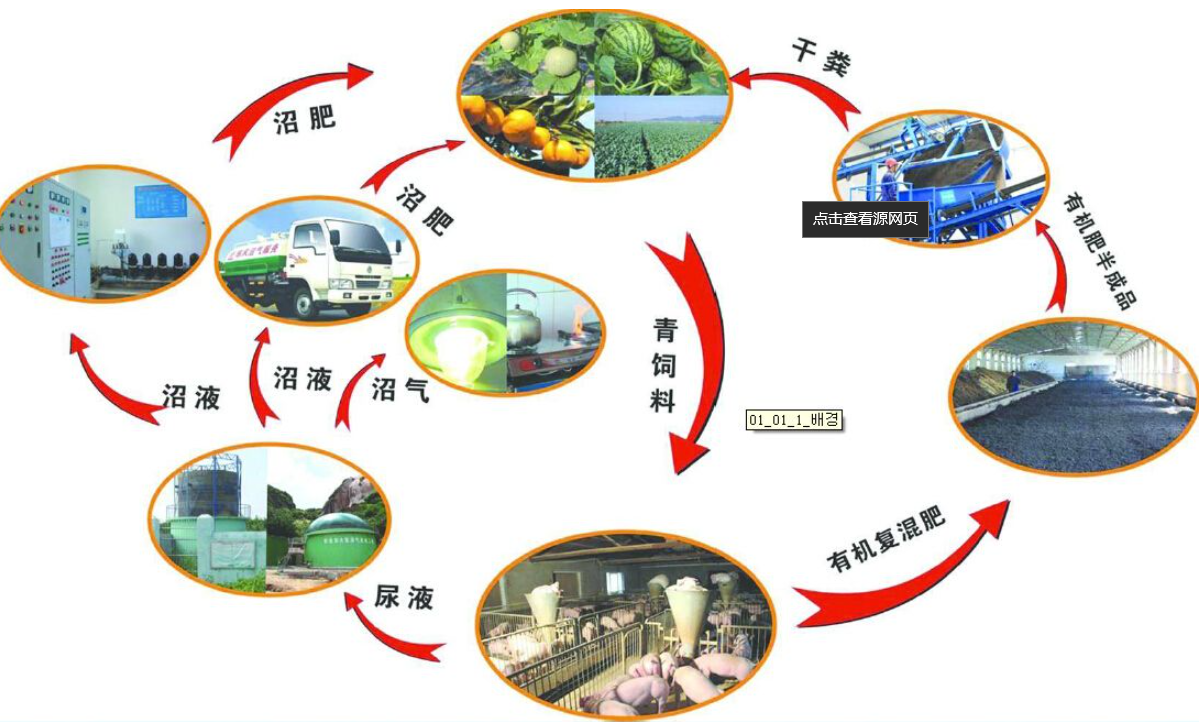 干粪
沼肥
沼肥
点击查看源网页
有机肥半成品
青饲料
沼液
沼液
沼气
01_01_1_배경
有机复混肥
尿液